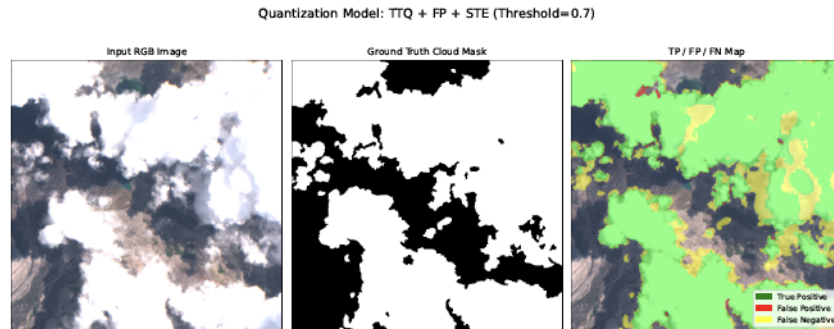 Quantization Model: TTQ + FP + STE (Threshold=0.7)
Input RGB Image
Ground Truth Cloud Mask
TP / FP / FN Map
True Positive
False Positive
False Negative